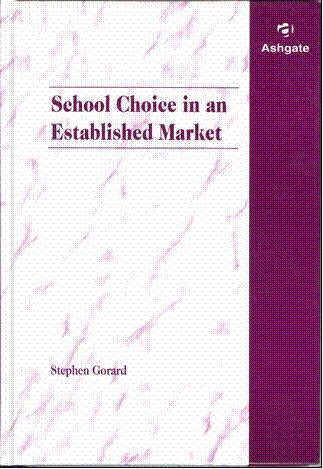 Ashgate
School Choice in an
Established Market
Stephen Gorard